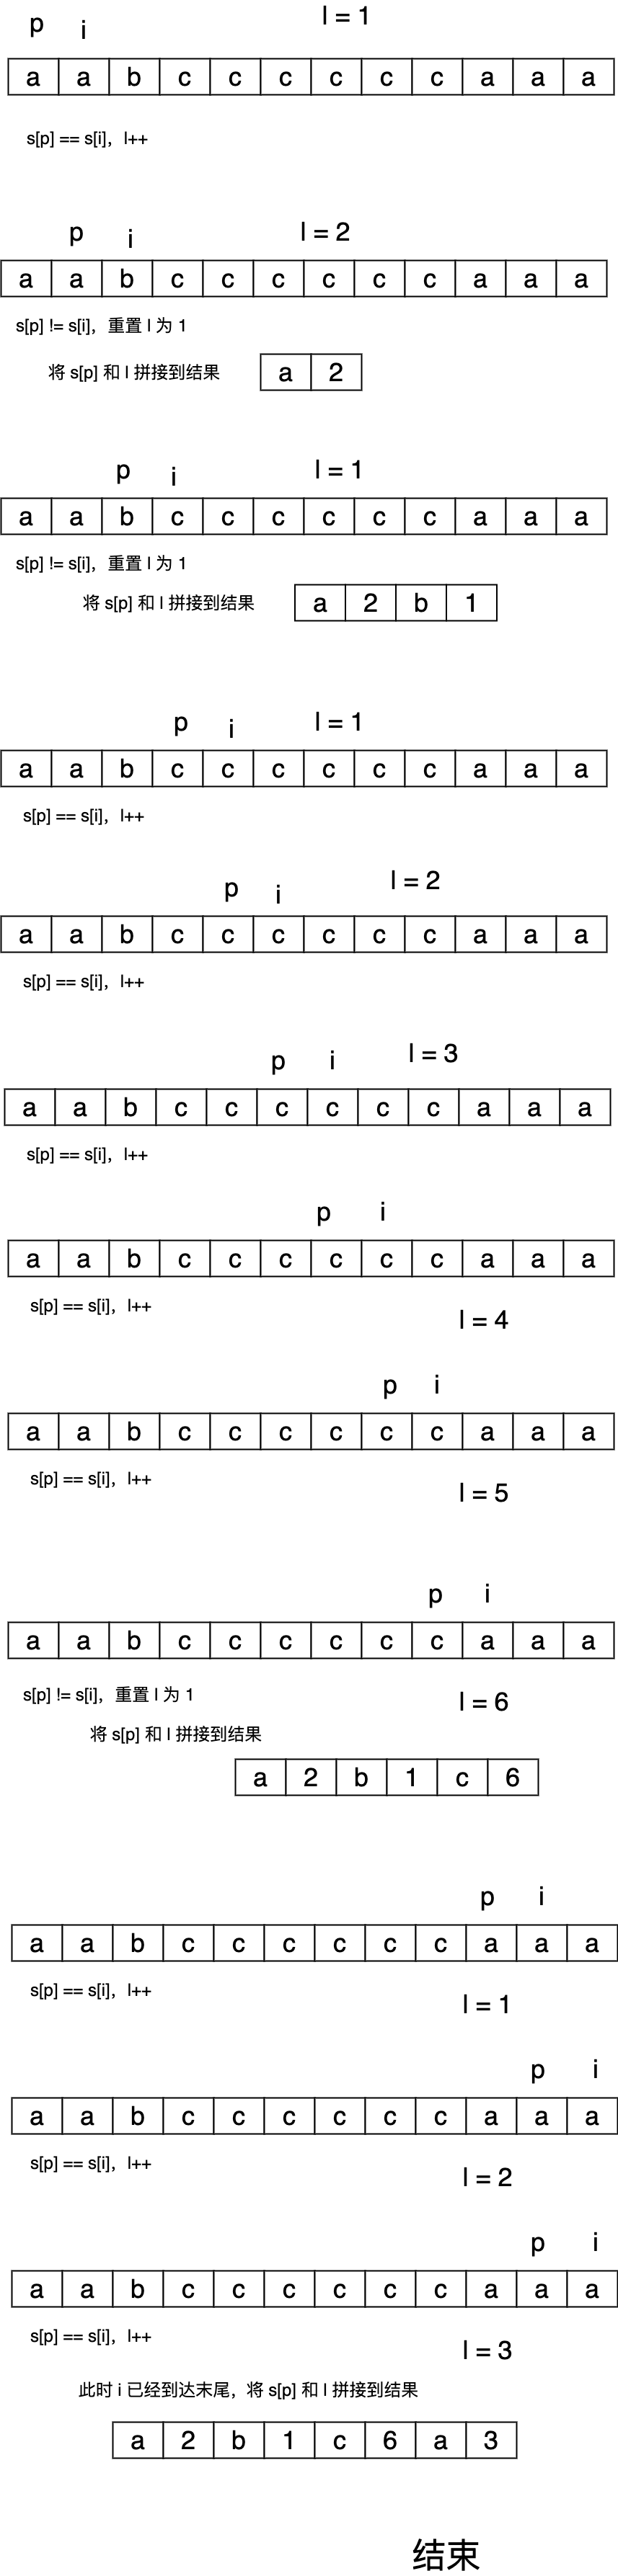 p i l = 1
a a b c c c c c c a a a
s[p] == s[i]，l++
p i l = 2
a a b c c c c c c a a a
s[p] != s[i]，重置 l 为 1
将 s[p] 和 l 拼接到结果 a 2
p i l = 1
a a b c c c c c c a a a
s[p] != s[i]，重置 l 为 1
将 s[p] 和 l 拼接到结果 a 2 b 1
p i l = 1
a a b c c c c c c a a a
s[p] == s[i]，l++
p i l = 2
a a b c c c c c c a a a
s[p] == s[i]，l++
p i l = 3
a a b c c c c c c a a a
s[p] == s[i]，l++
p i
a a b c c c c c c a a a
s[p] == s[i]，l++
l = 4
p i
a a b c c c c c c a a a
s[p] == s[i]，l++
l = 5
p i
a a b c c c c c c a a a
s[p] != s[i]，重置 l 为 1
l = 6
将 s[p] 和 l 拼接到结果
a 2 b 1 c 6
p i
a a b c c c c c c a a a
s[p] == s[i]，l++
l = 1
p i
a a b c c c c c c a a a
s[p] == s[i]，l++
l = 2
p i
a a b c c c c c c a a a
s[p] == s[i]，l++
l = 3
此时 i 已经到达末尾，将 s[p] 和 l 拼接到结果
a 2 b 1 c 6 a 3
结束